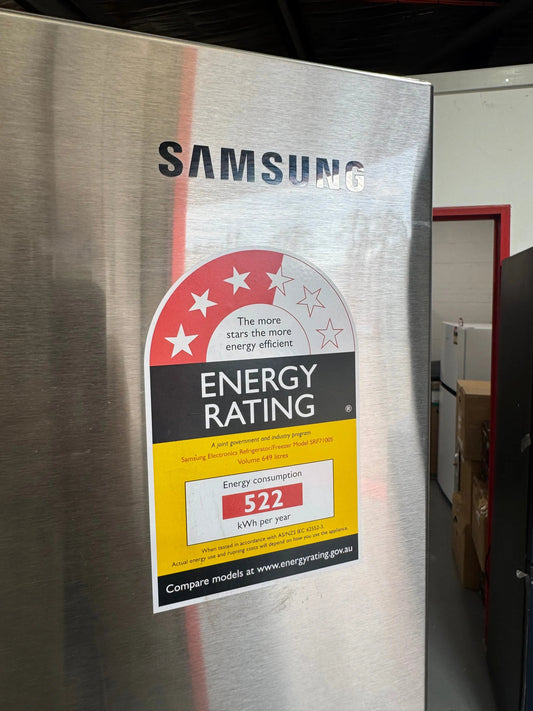 SAMSUNG
The more
stars the more
energy efficient
ENERGY
RATING
®
A joint government and industry program
Samsung Electronics Refrigerator/Freezer Model SRF7100S
Volume 649 litres
Energy consumption
522
kWh per year
When tested in accordance with AS/NZS IEC 62552-3.
Actual energy use and running costs will depend on how you use the appliance.
Compare models at www.energyrating.gov.au